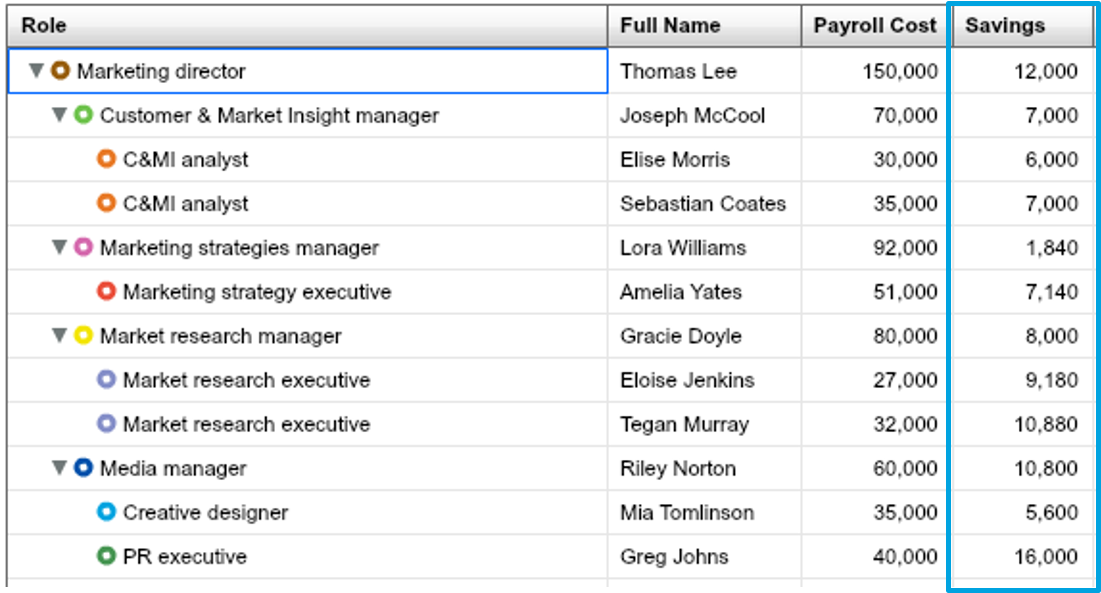 Role Full Name Payroll Cost Savings
Marketing director Thomas Lee 150,000 12,000
Customer & Market Insight manager Joseph McCool 70,000 7,000
C&MI analyst Elise Morris 30,000 6,000
C&MI analyst Sebastian Coates 35,000 7,000
Marketing strategies manager Lora Williams 92,000 1,840
Marketing strategy executive Amelia Yates 51,000 7,140
Market research manager Gracie Doyle 80,000 8,000
Market research executive Eloise Jenkins 27,000 9,180
Market research executive Tegan Murray 32,000 10,880
Media manager Riley Norton 60,000 10,800
Creative designer Mia Tomlinson 35,000 5,600
PR executive Greg Johns 40,000 16,000